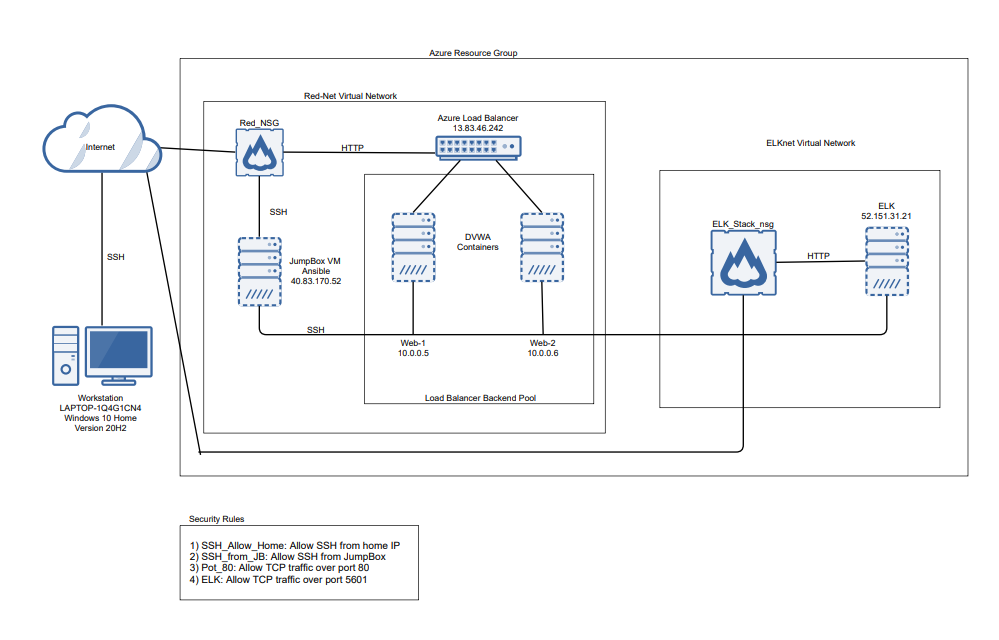 Azure Resource Group
Red-Net Virtual Network
Internet
Red_NSG
HTTP
Azure Load Balancer
13.83.46.242
ELKnet Virtual Network
SSH
SSH
JumpBox VM
Ansible
40.83.170.52
DVWA
Containers
ELK_Stack_nsg
HTTP
ELK
52.151.31.21
SSH
Web-1
10.0.0.5
Web-2
10.0.0.6
Load Balancer Backend Pool
Workstation
LAPTOP-1Q4G1CN4
Windows 10 Home
Version 20H2
Security Rules
1) SSH_Allow_Home: Allow SSH from home IP
2) SSH_from_JB: Allow SSH from JumpBox
3) Pot_80: Allow TCP traffic over port 80
4) ELK: Allow TCP traffic over port 5601